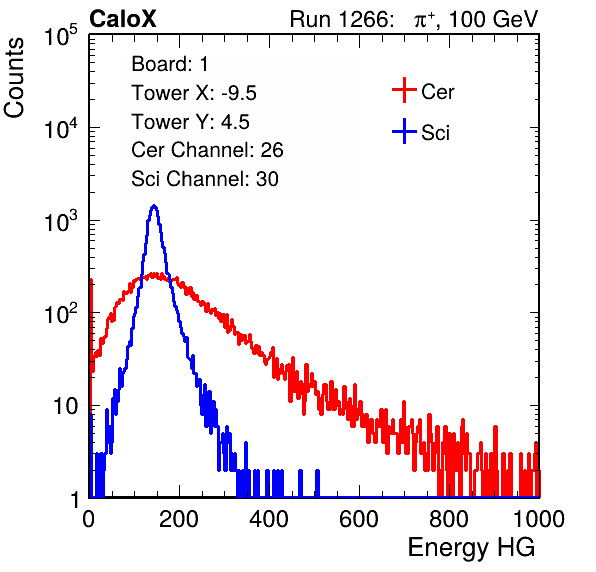 CaloX Run 1266: π⁺, 100 GeV
Board: 1
Tower X: -9.5
Tower Y: 4.5
Cer Channel: 26
Sci Channel: 30
Cer
Sci
Counts
10⁵
10⁴
10³
10²
10
1
0 200 400 600 800 1000
Energy HG